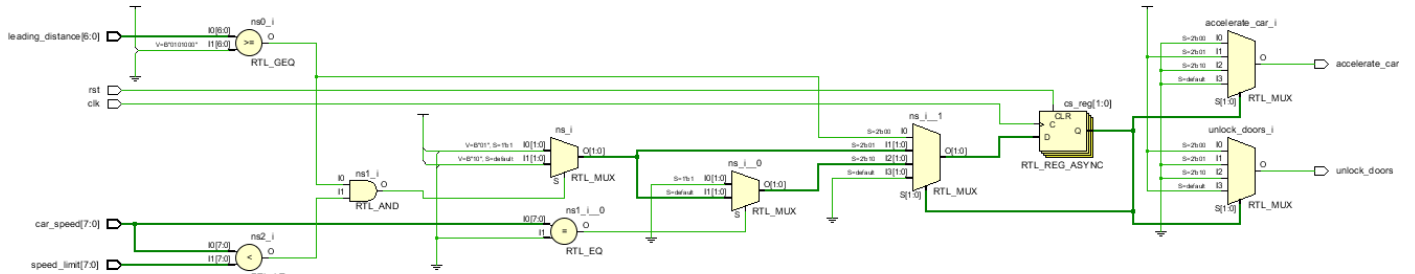 accelerate_car_i
ns0_i
leading_distance[6:0]
I0[6:0]
O
V=B"0101000"
I1[6:0]
>=
RTL_GEQ
S=2'b00
I0
S=2'b01
I1
S=2'b10
I2
S=default
I3
O
accelerate_car
S[1:0]
RTL_MUX
rst
clk
cs_reg[1:0]
CLR
C
D
Q
RTL_REG_ASYNC
ns_i
V=B"01", S=1'b1
I0[1:0]
V=B"10", S=default
I1[1:0]
O[1:0]
S
RTL_MUX
ns_i__1
S=2'b00
I0
S=2'b01
I1[1:0]
S=2'b10
I2[1:0]
S=default
I3[1:0]
O[1:0]
S[1:0]
RTL_MUX
unlock_doors_i
S=2'b00
I0
S=2'b01
I1
S=2'b10
I2
S=default
I3
O
unlock_doors
S[1:0]
RTL_MUX
ns_i__0
S=1'b1
I0[1:0]
S=default
I1[1:0]
O[1:0]
S
RTL_MUX
ns1_i
I0
I1
O
RTL_AND
ns1_i__0
car_speed[7:0]
I0[7:0]
I1
=
O
RTL_EQ
ns2_i
I0[7:0]
I1[7:0]
<
O
speed_limit[7:0]